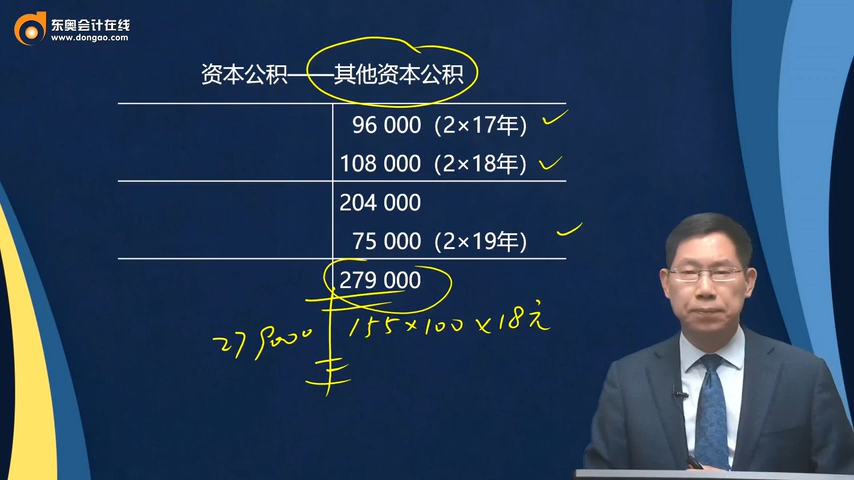 东奥会计在线
www.dongao.com
资本公积——其他资本公积
96 000（2×17年）
108 000（2×18年）
204 000
75 000（2×19年）
279 000
279000 155×100×18元